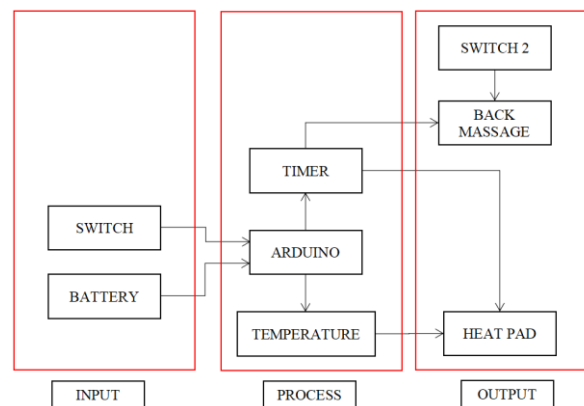 SWITCH 2
BACK
MASSAGE
TIMER
SWITCH
ARDUINO
BATTERY
TEMPERATURE
HEAT PAD
INPUT
PROCESS
OUTPUT